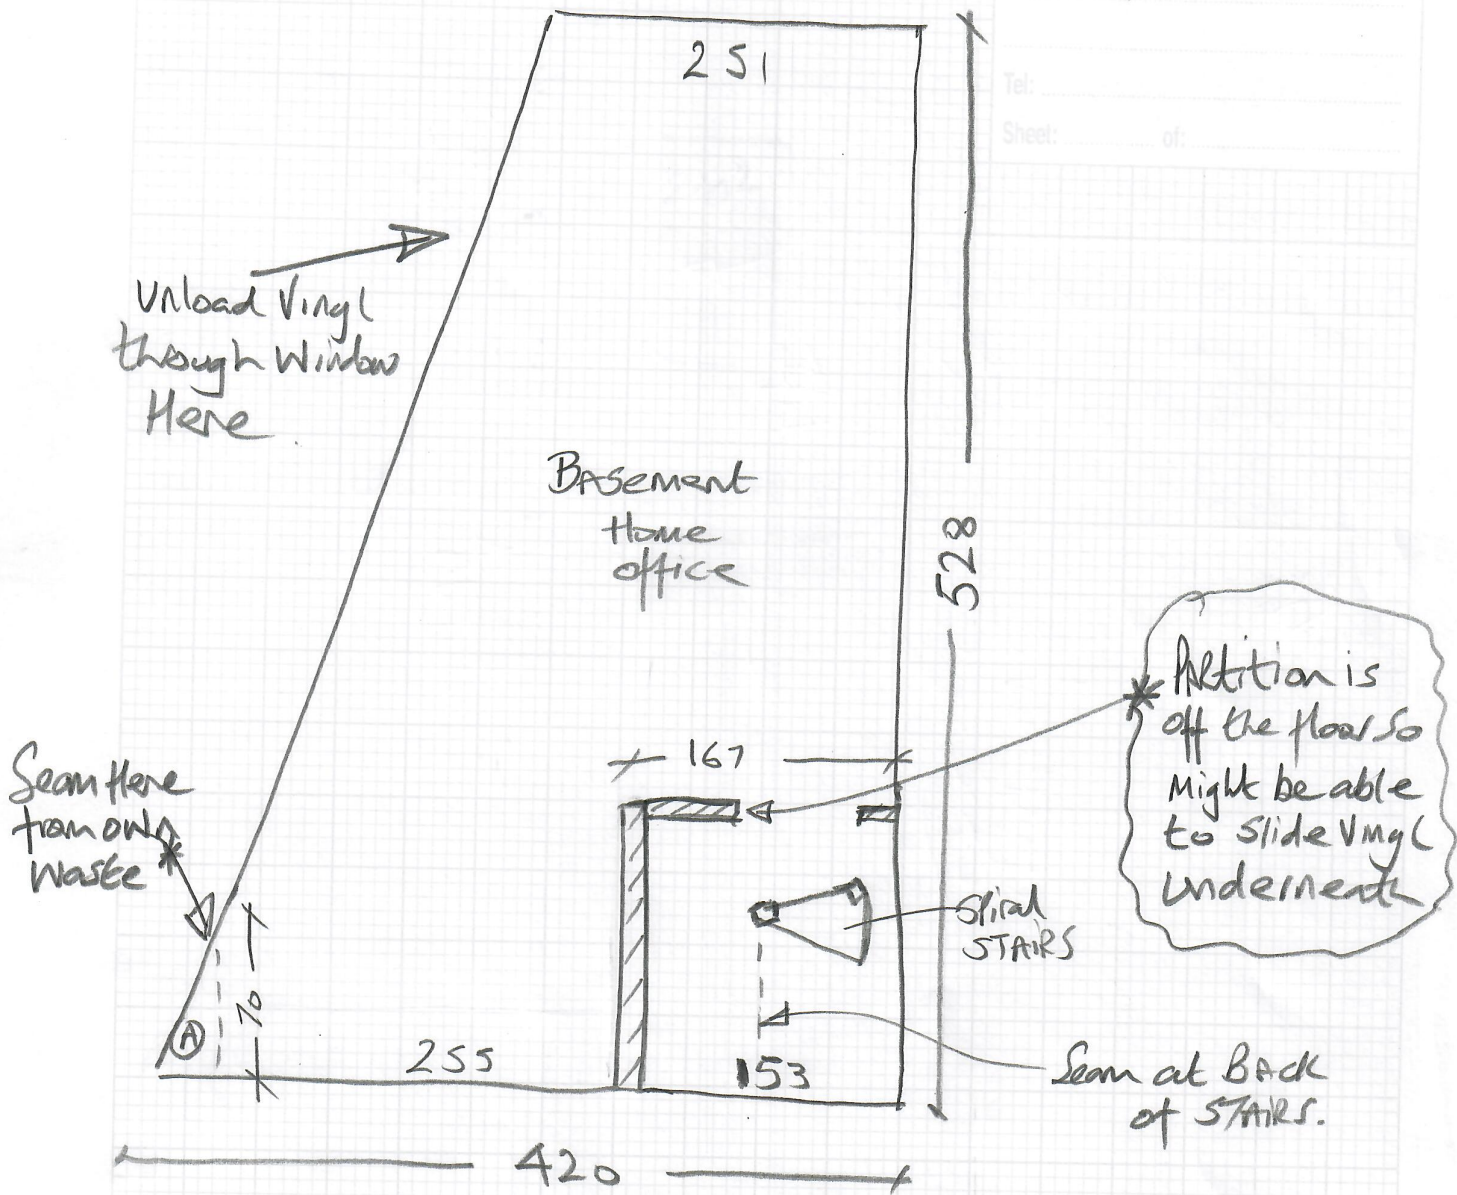 251
Tel:
Sheet: of:
Unload Vinyl
through Window
Here
Basement
Home
office
528
Partition is
off the floor so
Might be able
to slide Vinyl
underneath
167
Seam Here
from own
Waste
Spiral
STAIRS
70
A
255
153
Seam at Back
of STAIRS.
420